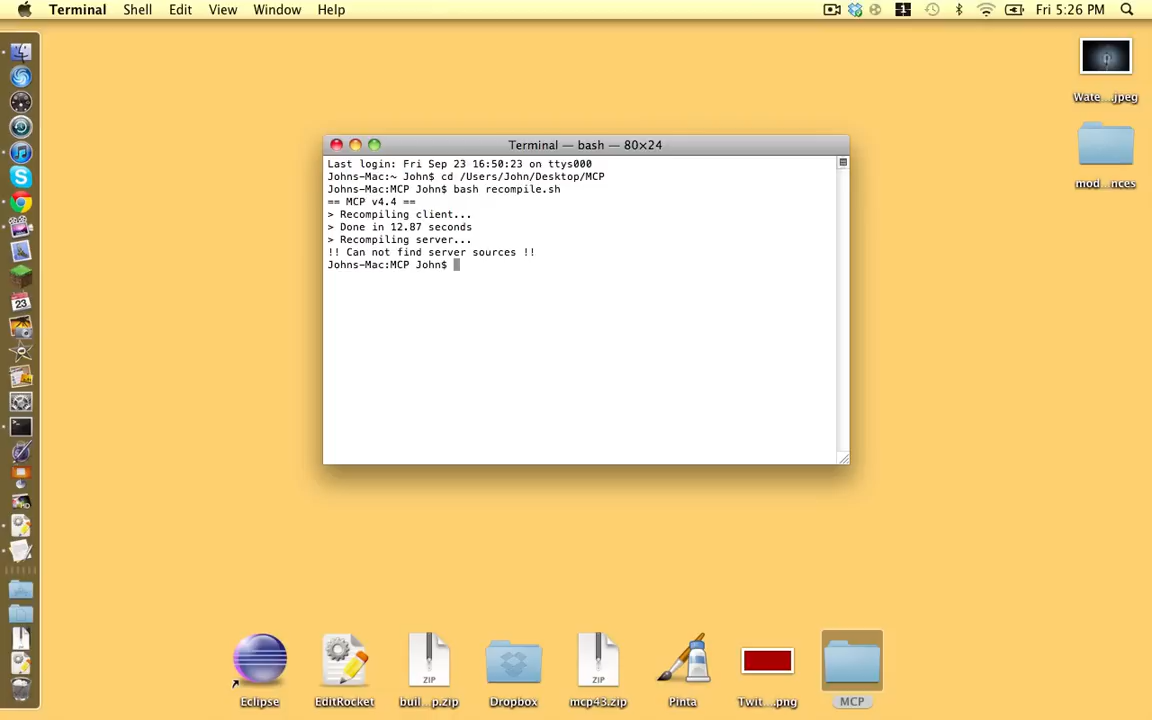 Terminal Shell Edit View Window Help Fri 5:26 PM
Wate....jpeg
mod...nces
Terminal — bash — 80×24
Last login: Fri Sep 23 16:50:23 on ttys000
Johns-Mac:~ John$ cd /Users/John/Desktop/MCP
Johns-Mac:MCP John$ bash recompile.sh
== MCP v4.4 ==
> Recompiling client...
> Done in 12.87 seconds
> Recompiling server...
!! Can not find server sources !!
Johns-Mac:MCP John$
23
ZIP
ZIP
Eclipse EditRocket buil...p.zip Dropbox mcp43.zip Pinta Twit....png MCP